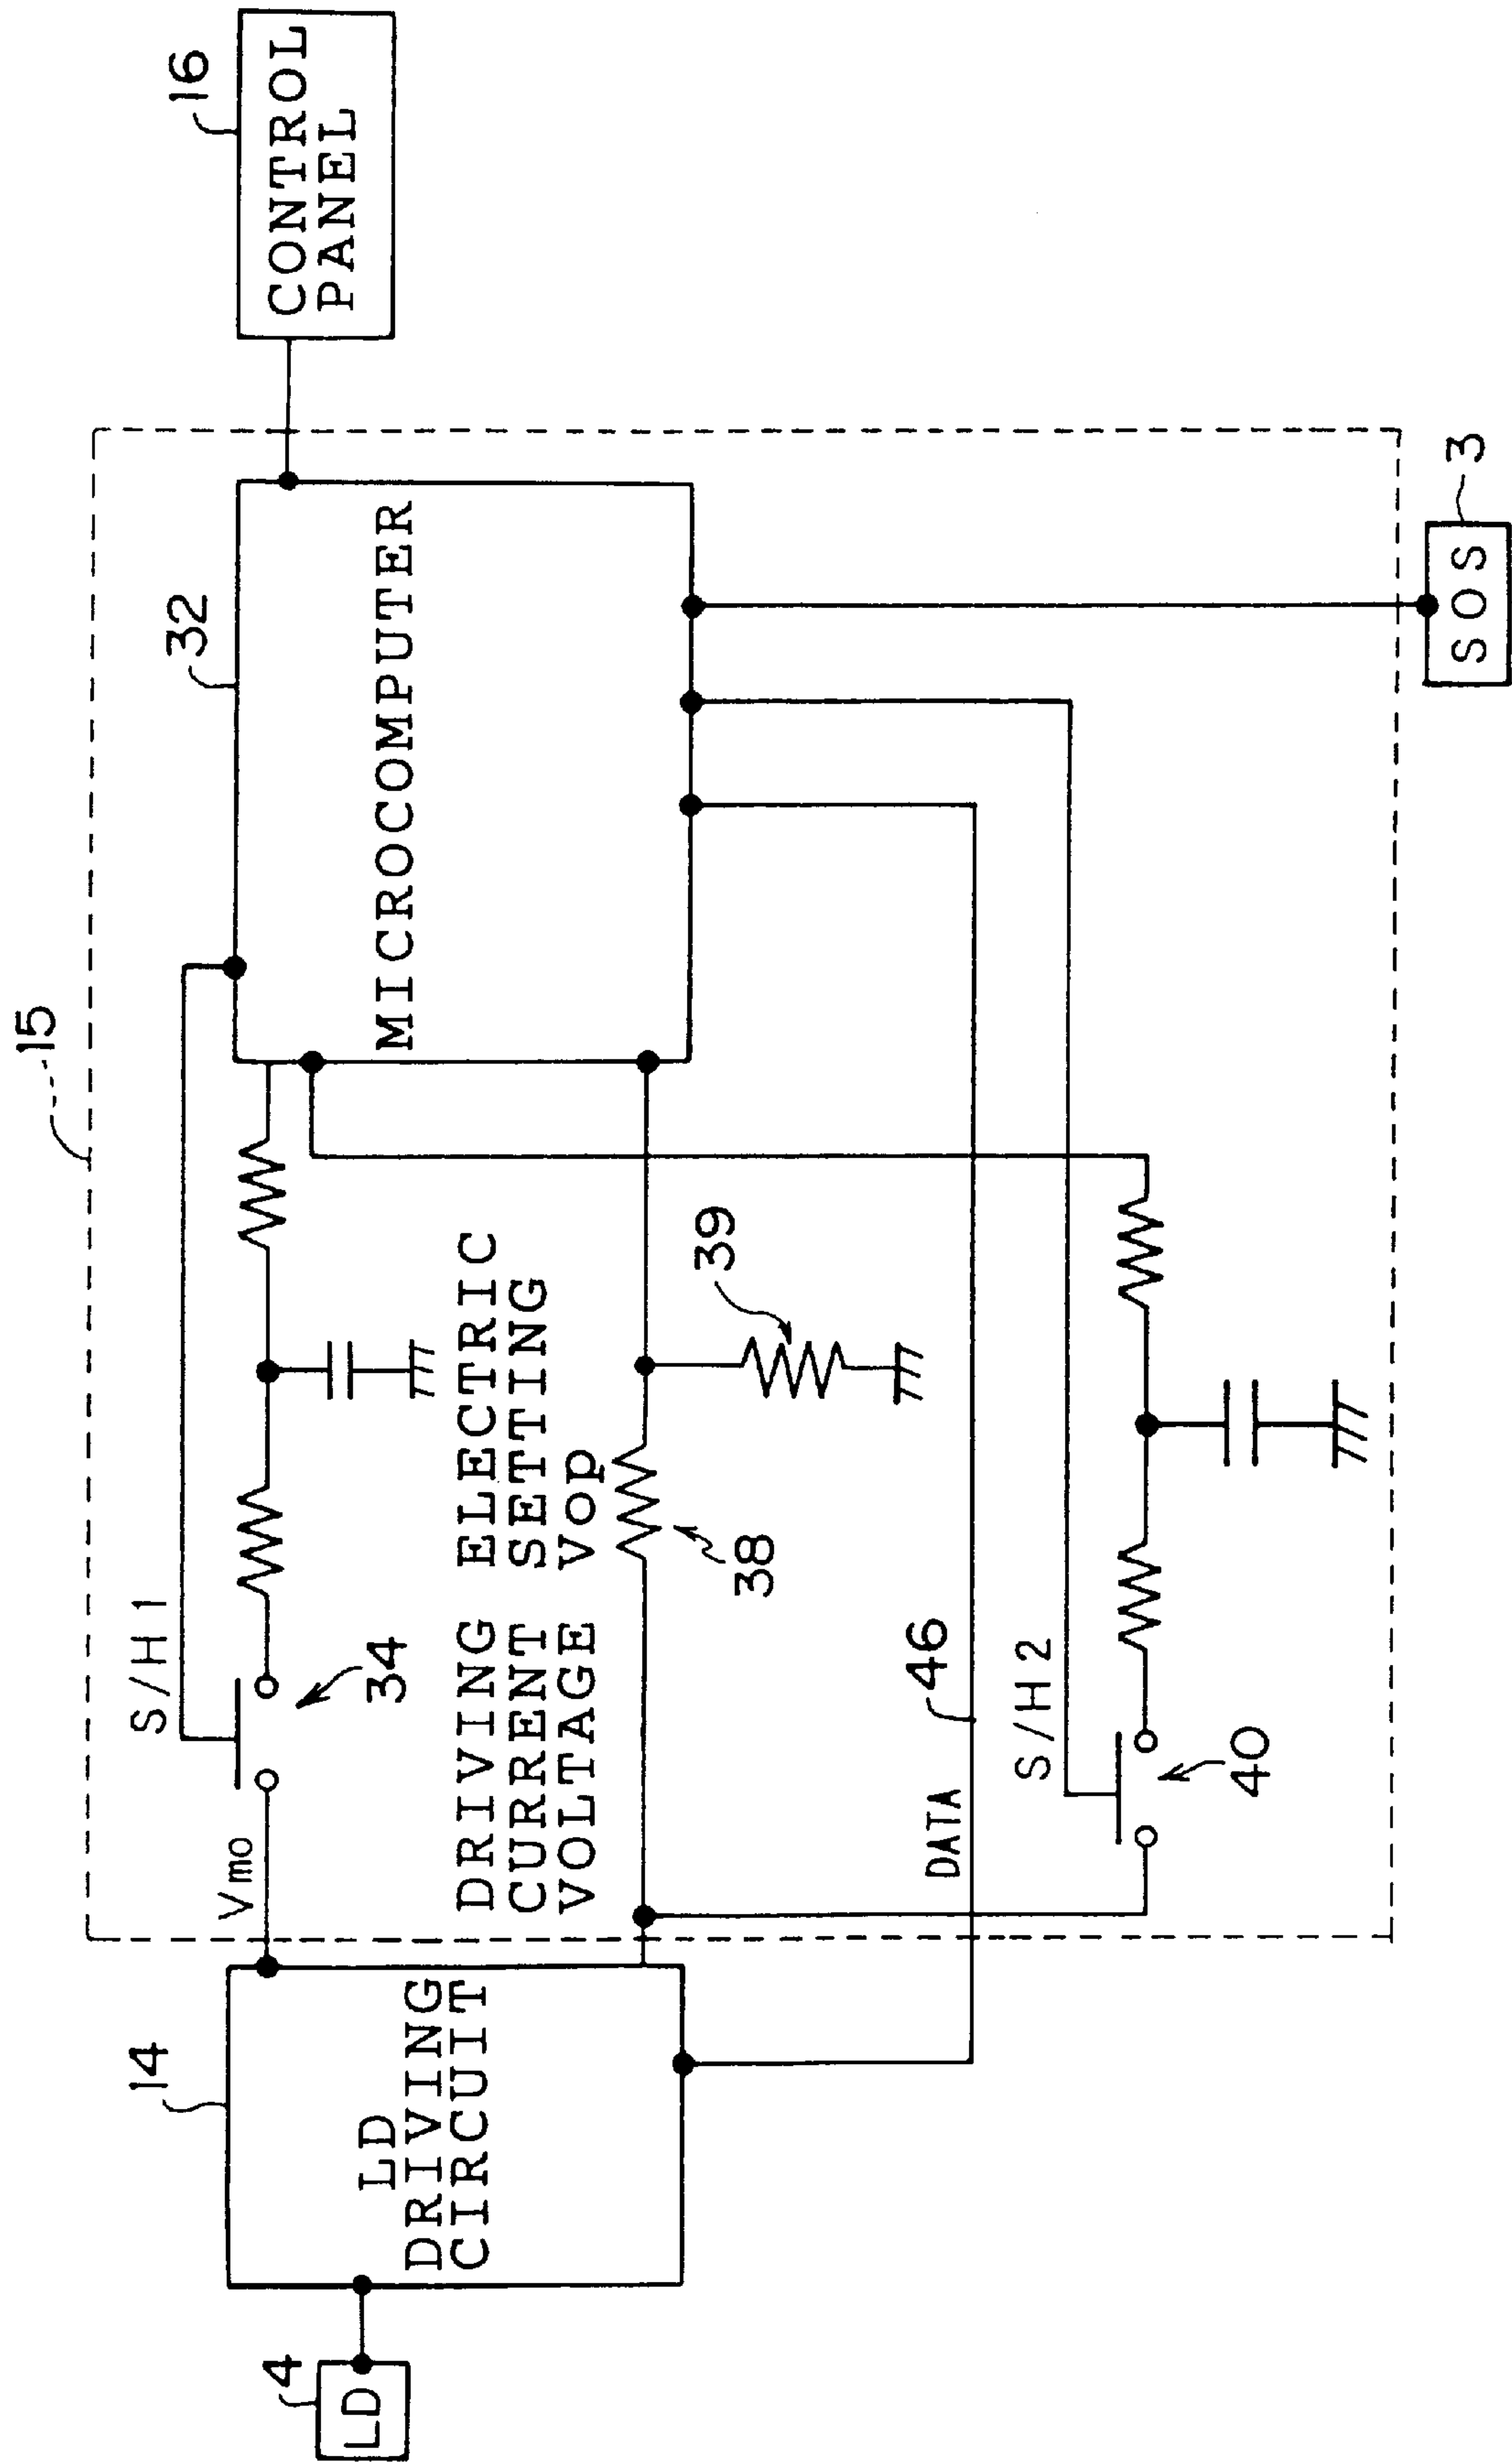 15
32
16
S/H1
MICROCOMPUTER
CONTROL
PANEL
14
Vmo
34
LD
DRIVING
CIRCUIT
4
LD
DRIVING ELECTRIC
CURRENT SETTING
VOLTAGE Vop
38
39
46
DATA
S/H2
40
SOS
3